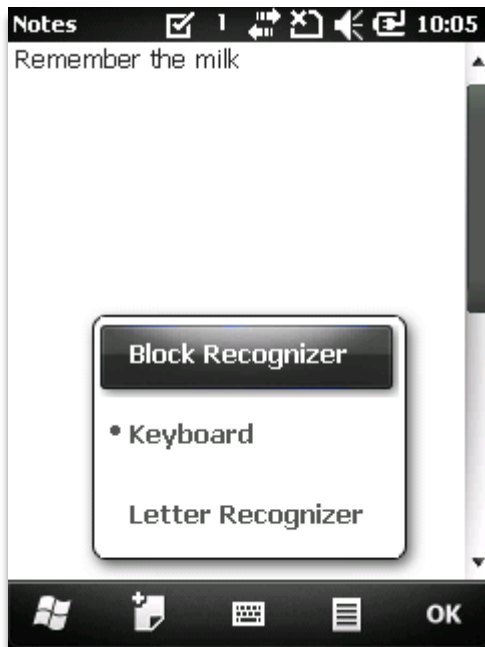 Notes 1 10:05
Remember the milk
Block Recognizer
• Keyboard
Letter Recognizer
OK